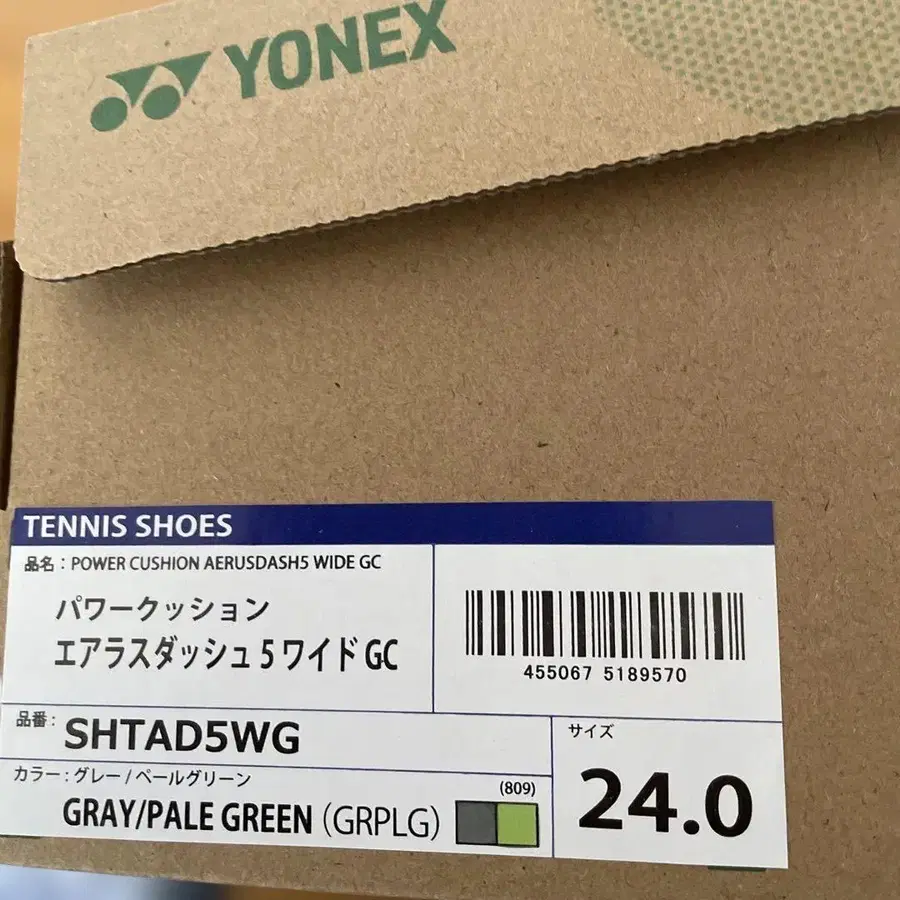 YONEX
TENNIS SHOES
品名：POWER CUSHION AERUSDASH5 WIDE GC
パワークッション
エアラスダッシュ５ワイド GC
455067 5189570
品番：
SHTAD5WG
カラー：グレー / ペールグリーン
GRAY/PALE GREEN (GRPLG)
(809)
サイズ
24.0